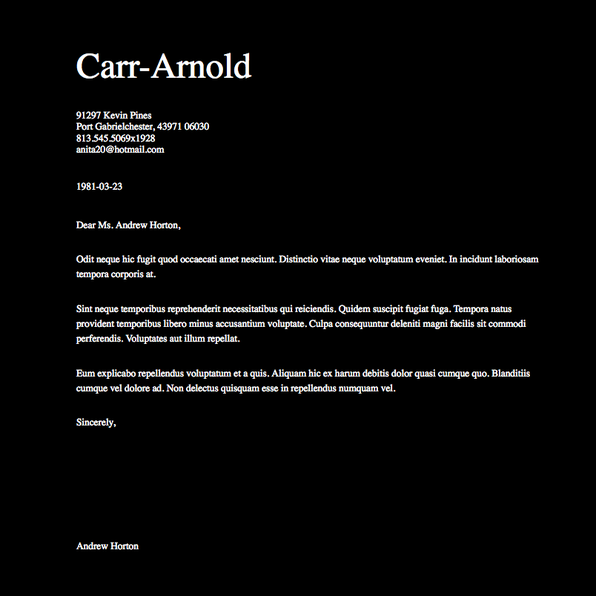 Carr-Arnold
91297 Kevin Pines
Port Gabrielchester, 43971 06030
813.545.5069x1928
anita20@hotmail.com
1981-03-23
Dear Ms. Andrew Horton,
Odit neque hic fugit quod occaecati amet nesciunt. Distinctio vitae neque voluptatum eveniet. In incidunt laboriosam
tempora corporis at.
Sint neque temporibus reprehenderit necessitatibus qui reiciendis. Quidem suscipit fugiat fuga. Tempora natus
provident temporibus libero minus accusantium voluptate. Culpa consequuntur deleniti magni facilis sit commodi
perferendis. Voluptates aut illum repellat.
Eum explicabo repellendus voluptatum et a quis. Aliquam hic ex harum debitis dolor quasi cumque quo. Blanditiis
cumque vel dolore ad. Non delectus quisquam esse in repellendus numquam vel.
Sincerely,
Andrew Horton